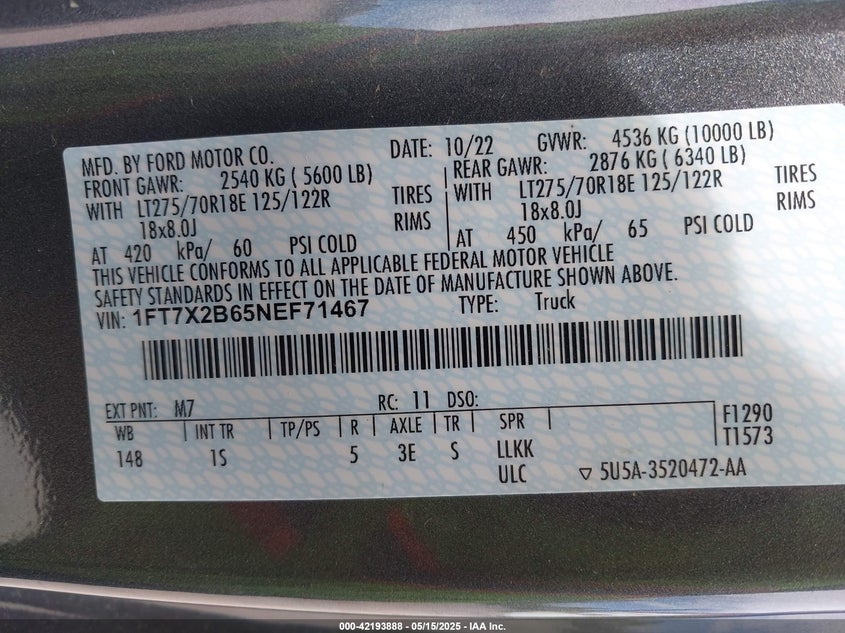 MFD. BY FORD MOTOR CO. DATE: 10/22 GVWR: 4536 KG (10000 LB)
FRONT GAWR: 2540 KG ( 5600 LB) REAR GAWR: 2876 KG ( 6340 LB)
WITH LT275/70R18E 125/122R TIRES WITH LT275/70R18E 125/122R TIRES
18x8.0J RIMS 18x8.0J RIMS
AT 420 kPa/ 60 PSI COLD AT 450 kPa/ 65 PSI COLD
THIS VEHICLE CONFORMS TO ALL APPLICABLE FEDERAL MOTOR VEHICLE
SAFETY STANDARDS IN EFFECT ON THE DATE OF MANUFACTURE SHOWN ABOVE.
VIN: 1FT7X2B65NEF71467 TYPE: Truck
EXT PNT: M7 RC: 11 DSO:
WB INT TR TP/PS R AXLE TR SPR F1290
148 1S 5 3E S LLKK T1573
ULC 5U5A-3520472-AA
000-42193888 - 05/15/2025 - IAA Inc.